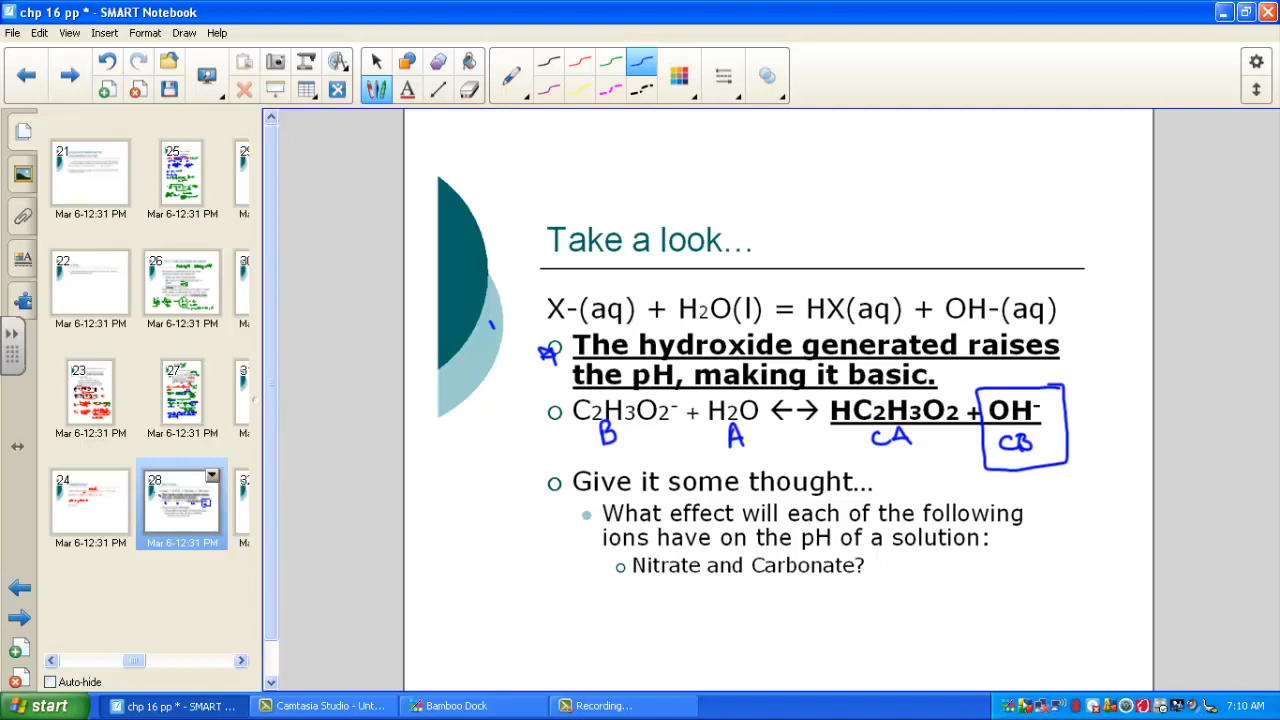 chp 16 pp * - SMART Notebook
File Edit View Insert Format Draw Help
21
Mar 6-12:31 PM
25
Mar 6-12:31 PM
22
Mar 6-12:31 PM
26
Mar 6-12:31 PM
23
Mar 6-12:31 PM
27
Mar 6-12:31 PM
24
Mar 6-12:31 PM
28
Mar 6-12:31 PM
Auto-hide
Take a look…
X-(aq) + H2O(l) = HX(aq) + OH-(aq)
The hydroxide generated raises
the pH, making it basic.
C2H3O2- + H2O ←→ HC2H3O2 + OH-
B A CA CB
Give it some thought…
What effect will each of the following
ions have on the pH of a solution:
Nitrate and Carbonate?
start
chp 16 pp * - SMART ...
Camtasia Studio - Unt...
Bamboo Dock
Recording...
7:10 AM